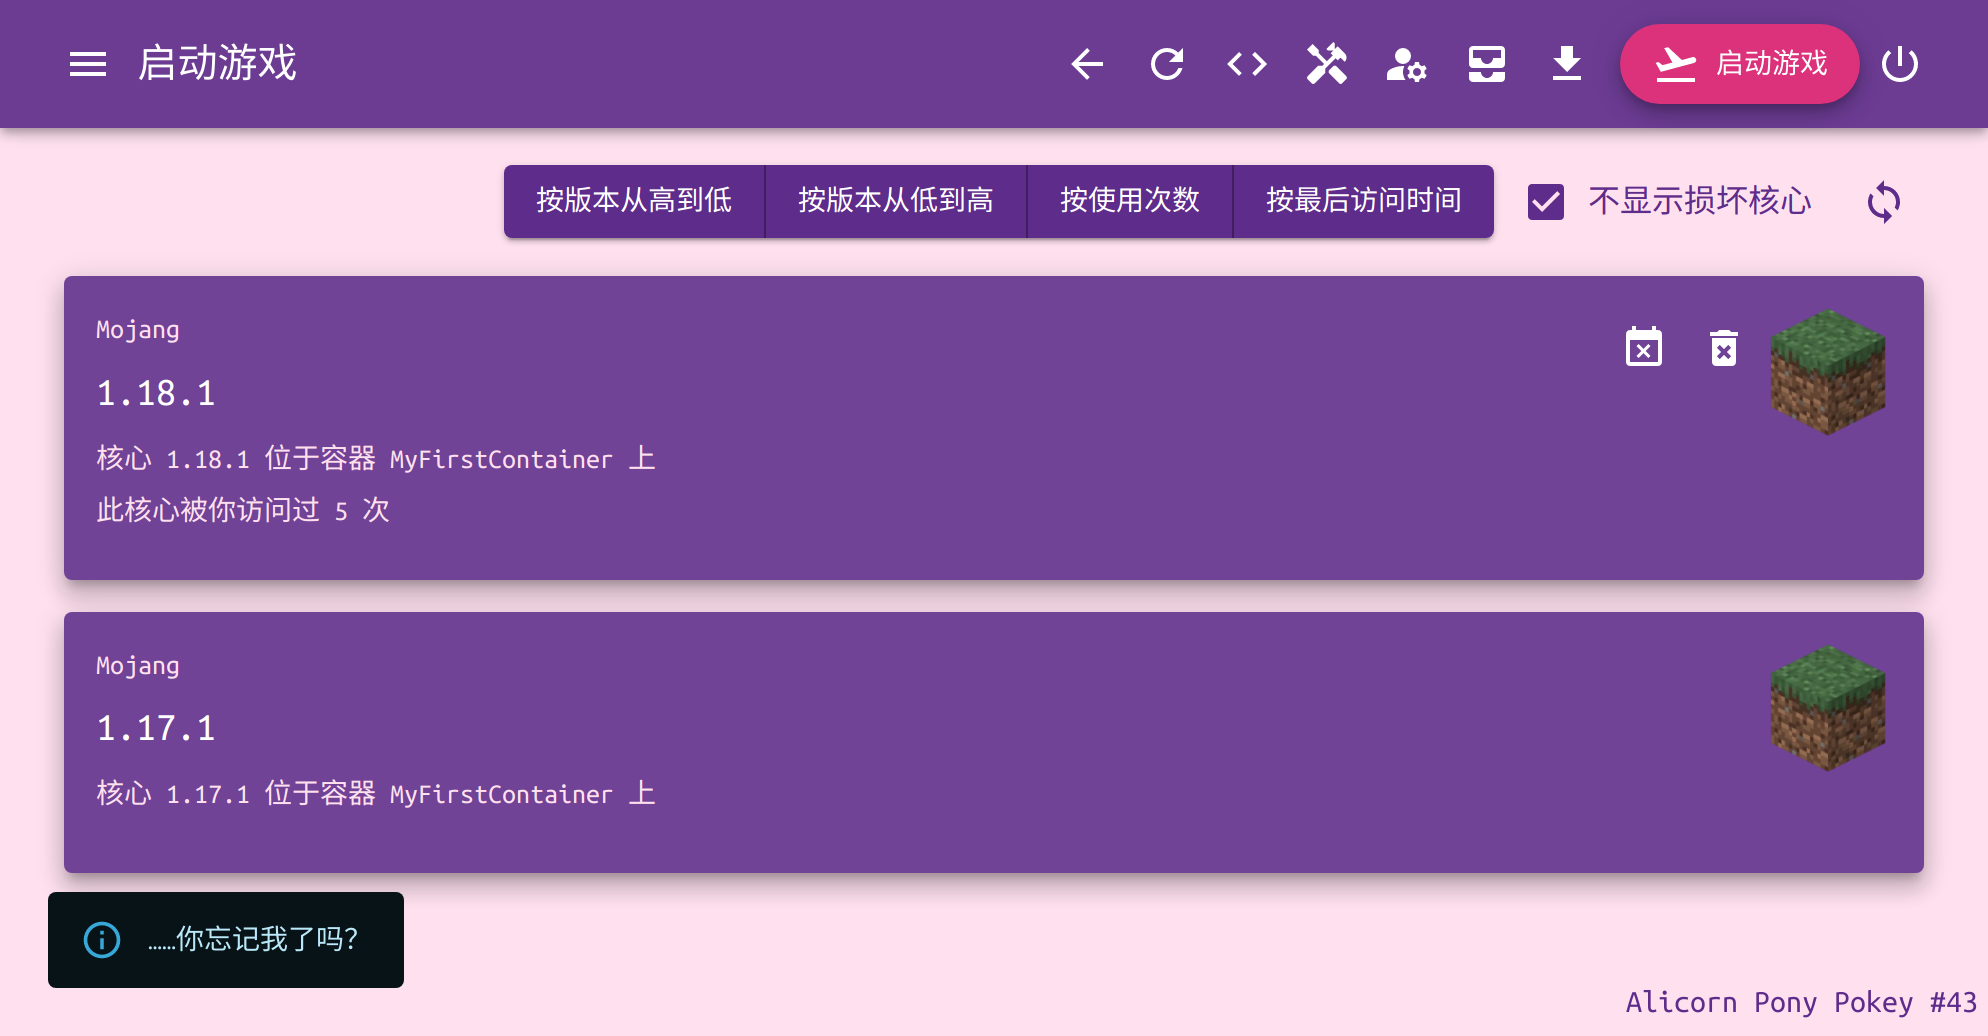 启动游戏
启动游戏
按版本从高到低 按版本从低到高 按使用次数 按最后访问时间 不显示损坏核心
Mojang
1.18.1
核心 1.18.1 位于容器 MyFirstContainer 上
此核心被你访问过 5 次
Mojang
1.17.1
核心 1.17.1 位于容器 MyFirstContainer 上
……你忘记我了吗？
Alicorn Pony Pokey #43